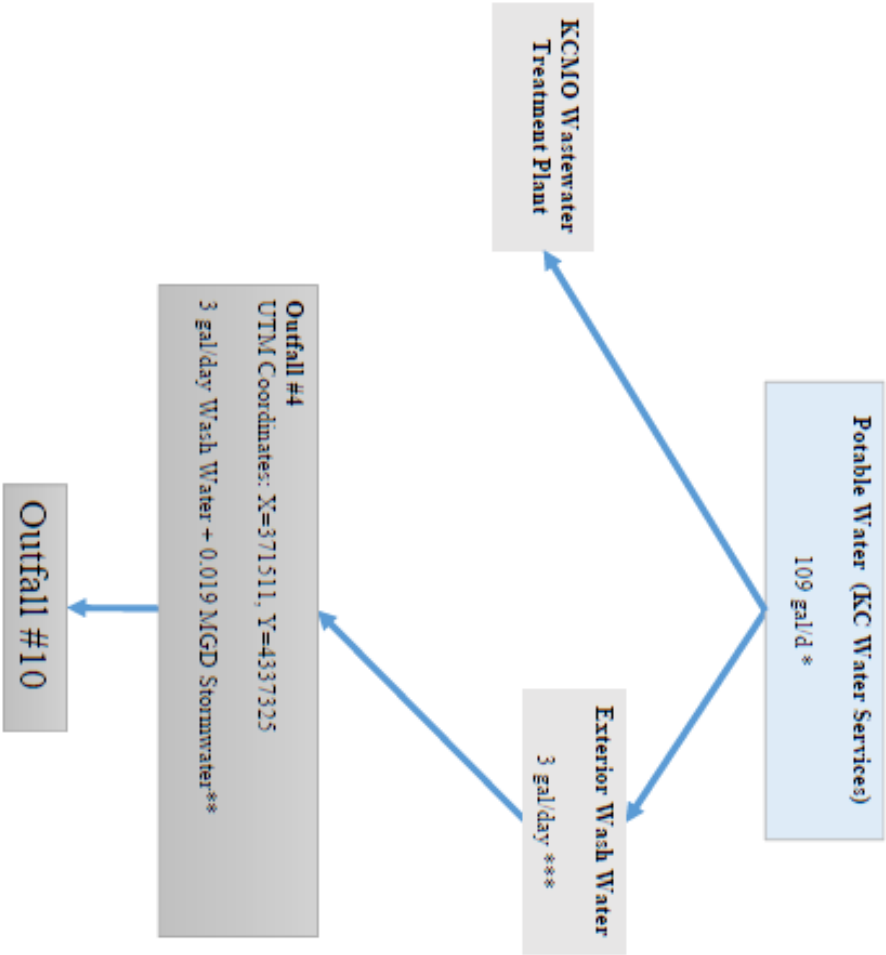 Potable Water (KC Water Services)
109 gal/d *
KCMO Wastewater
Treatment Plant
Exterior Wash Water
3 gal/day ***
Outfall #4
UTM Coordinates: X=371511, Y=4337325
3 gal/day Wash Water + 0.019 MGD Stormwater**
Outfall #10